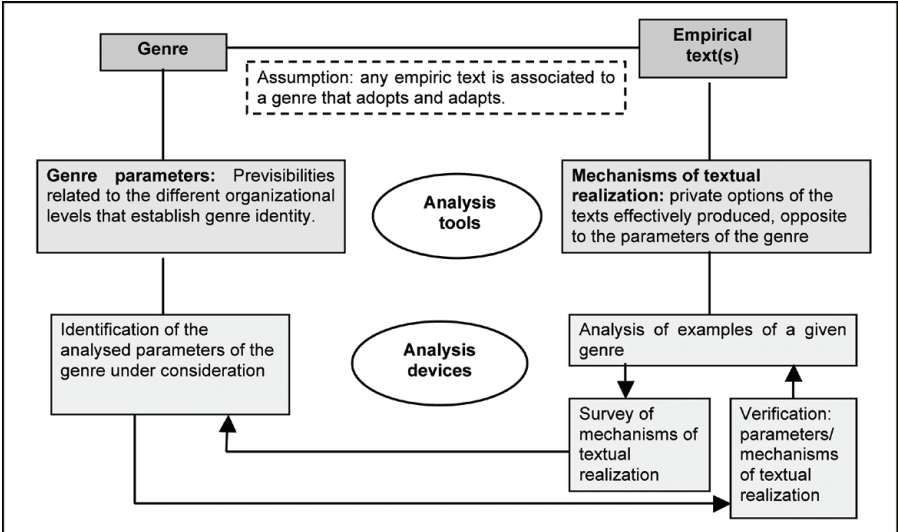 Genre
Empirical
text(s)
Assumption: any empiric text is associated to
a genre that adopts and adapts.
Genre parameters: Previsibilities
related to the different organizational
levels that establish genre identity.
Analysis
tools
Mechanisms of textual
realization: private options of the
texts effectively produced, opposite
to the parameters of the genre
Identification of the
analysed parameters of the
genre under consideration
Analysis
devices
Analysis of examples of a given
genre
Survey of
mechanisms of
textual
realization
Verification:
parameters/
mechanisms
of textual
realization